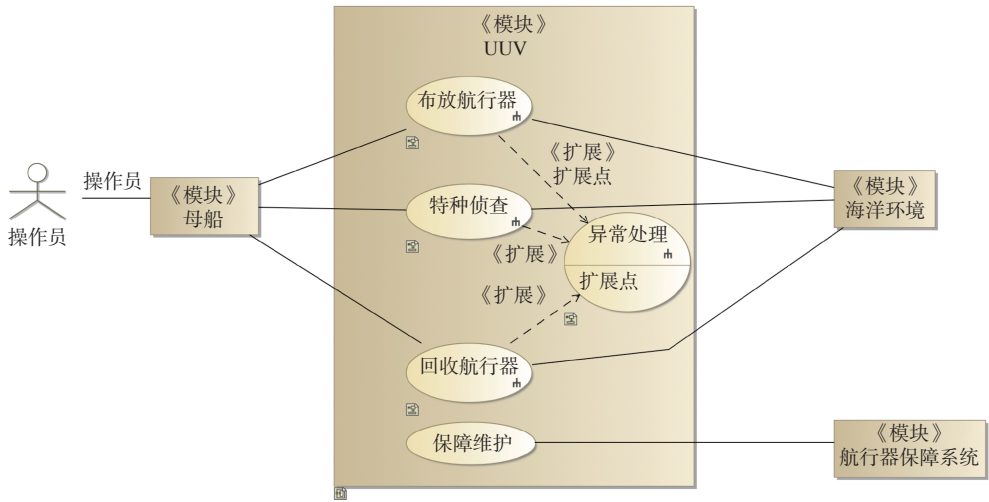 《模块》
UUV
布放航行器
《扩展》
扩展点
操作员
操作员
《模块》
母船
特种侦查
《模块》
海洋环境
异常处理
《扩展》
扩展点
《扩展》
回收航行器
保障维护
《模块》
航行器保障系统